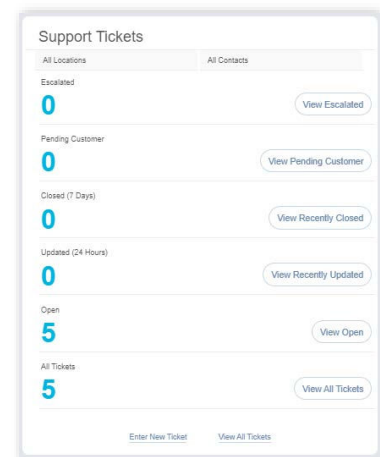 Support Tickets
All Locations All Contacts
Escalated
0 View Escalated
Pending Customer
0 View Pending Customer
Closed (7 Days)
0 View Recently Closed
Updated (24 Hours)
0 View Recently Updated
Open
5 View Open
All Tickets
5 View All Tickets
Enter New Ticket View All Tickets